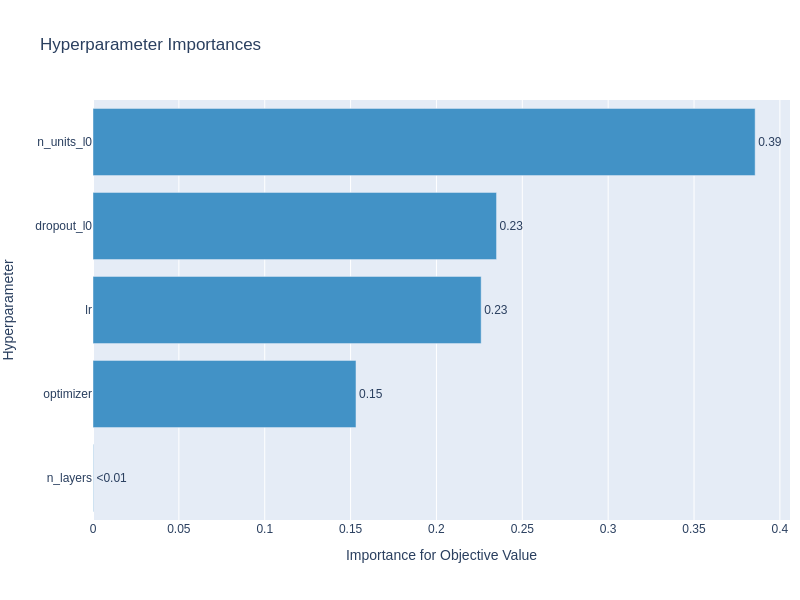 Hyperparameter Importances
n_units_l0
0.39
dropout_l0
0.23
lr
0.23
optimizer
0.15
n_layers
<0.01
Hyperparameter
0
0.05
0.1
0.15
0.2
0.25
0.3
0.35
0.4
Importance for Objective Value